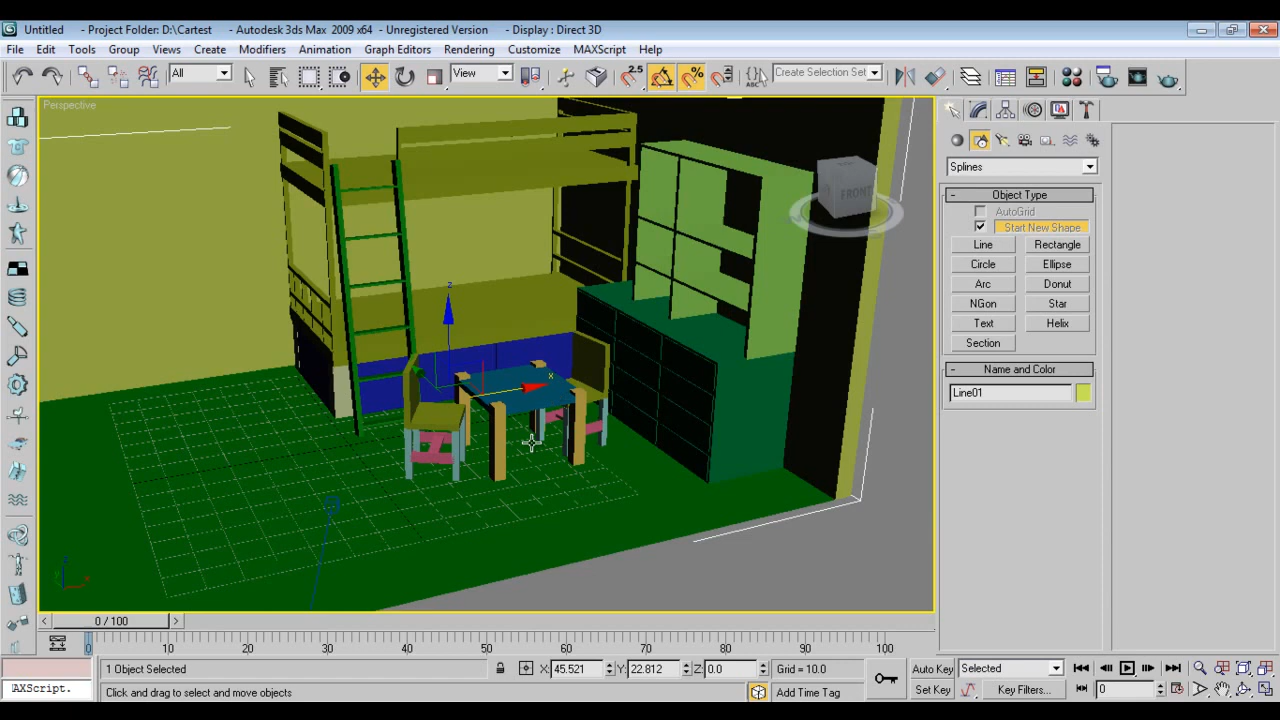 Untitled - Project Folder: D:\Cartest - Autodesk 3ds Max 2009 x64 - Unregistered Version - Display : Direct 3D
File Edit Tools Group Views Create Modifiers Animation Graph Editors Rendering Customize MAXScript Help
All View 2.5 Create Selection Set
Perspective
FRONT
Splines
- Object Type
AutoGrid
Start New Shape
Line Rectangle
Circle Ellipse
Arc Donut
NGon Star
Text Helix
Section
- Name and Color
Line01
z
x
z
x
< 0 / 100 >
0 10 20 30 40 50 60 70 80 90 100
1 Object Selected X: 45.521 Y: 22.812 Z: 0.0 Grid = 10.0 Auto Key Selected
AXScript. Click and drag to select and move objects Add Time Tag Set Key Key Filters... 0